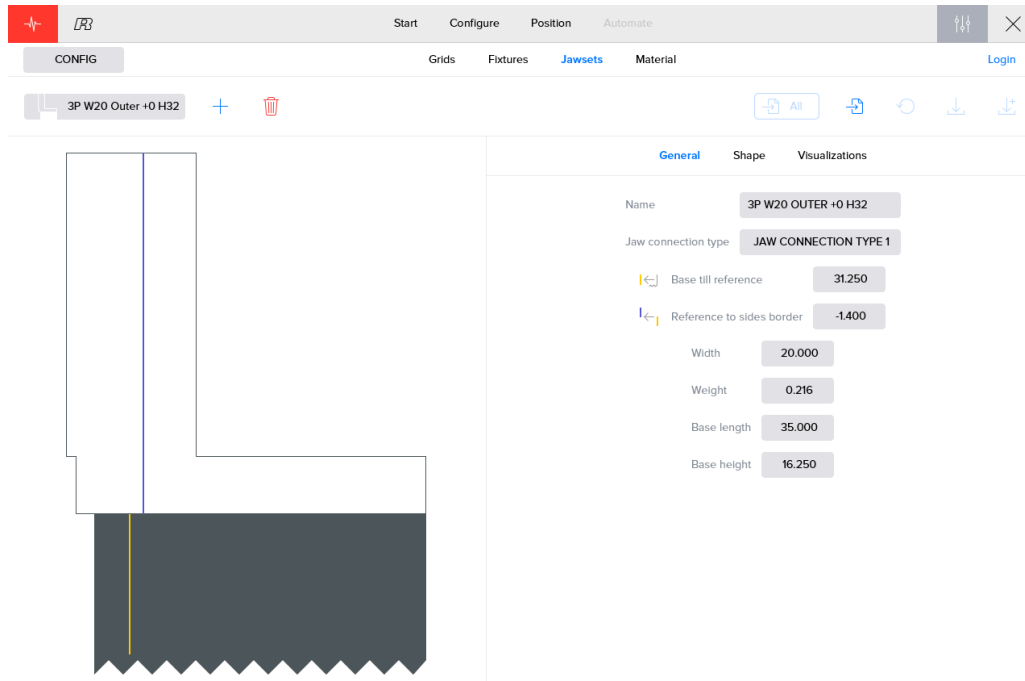 Start Configure Position Automate
CONFIG Grids Fixtures Jawsets Material Login
3P W20 Outer +0 H32 All
General Shape Visualizations
Name 3P W20 OUTER +0 H32
Jaw connection type JAW CONNECTION TYPE 1
Base till reference 31.250
Reference to sides border -1.400
Width 20.000
Weight 0.216
Base length 35.000
Base height 16.250